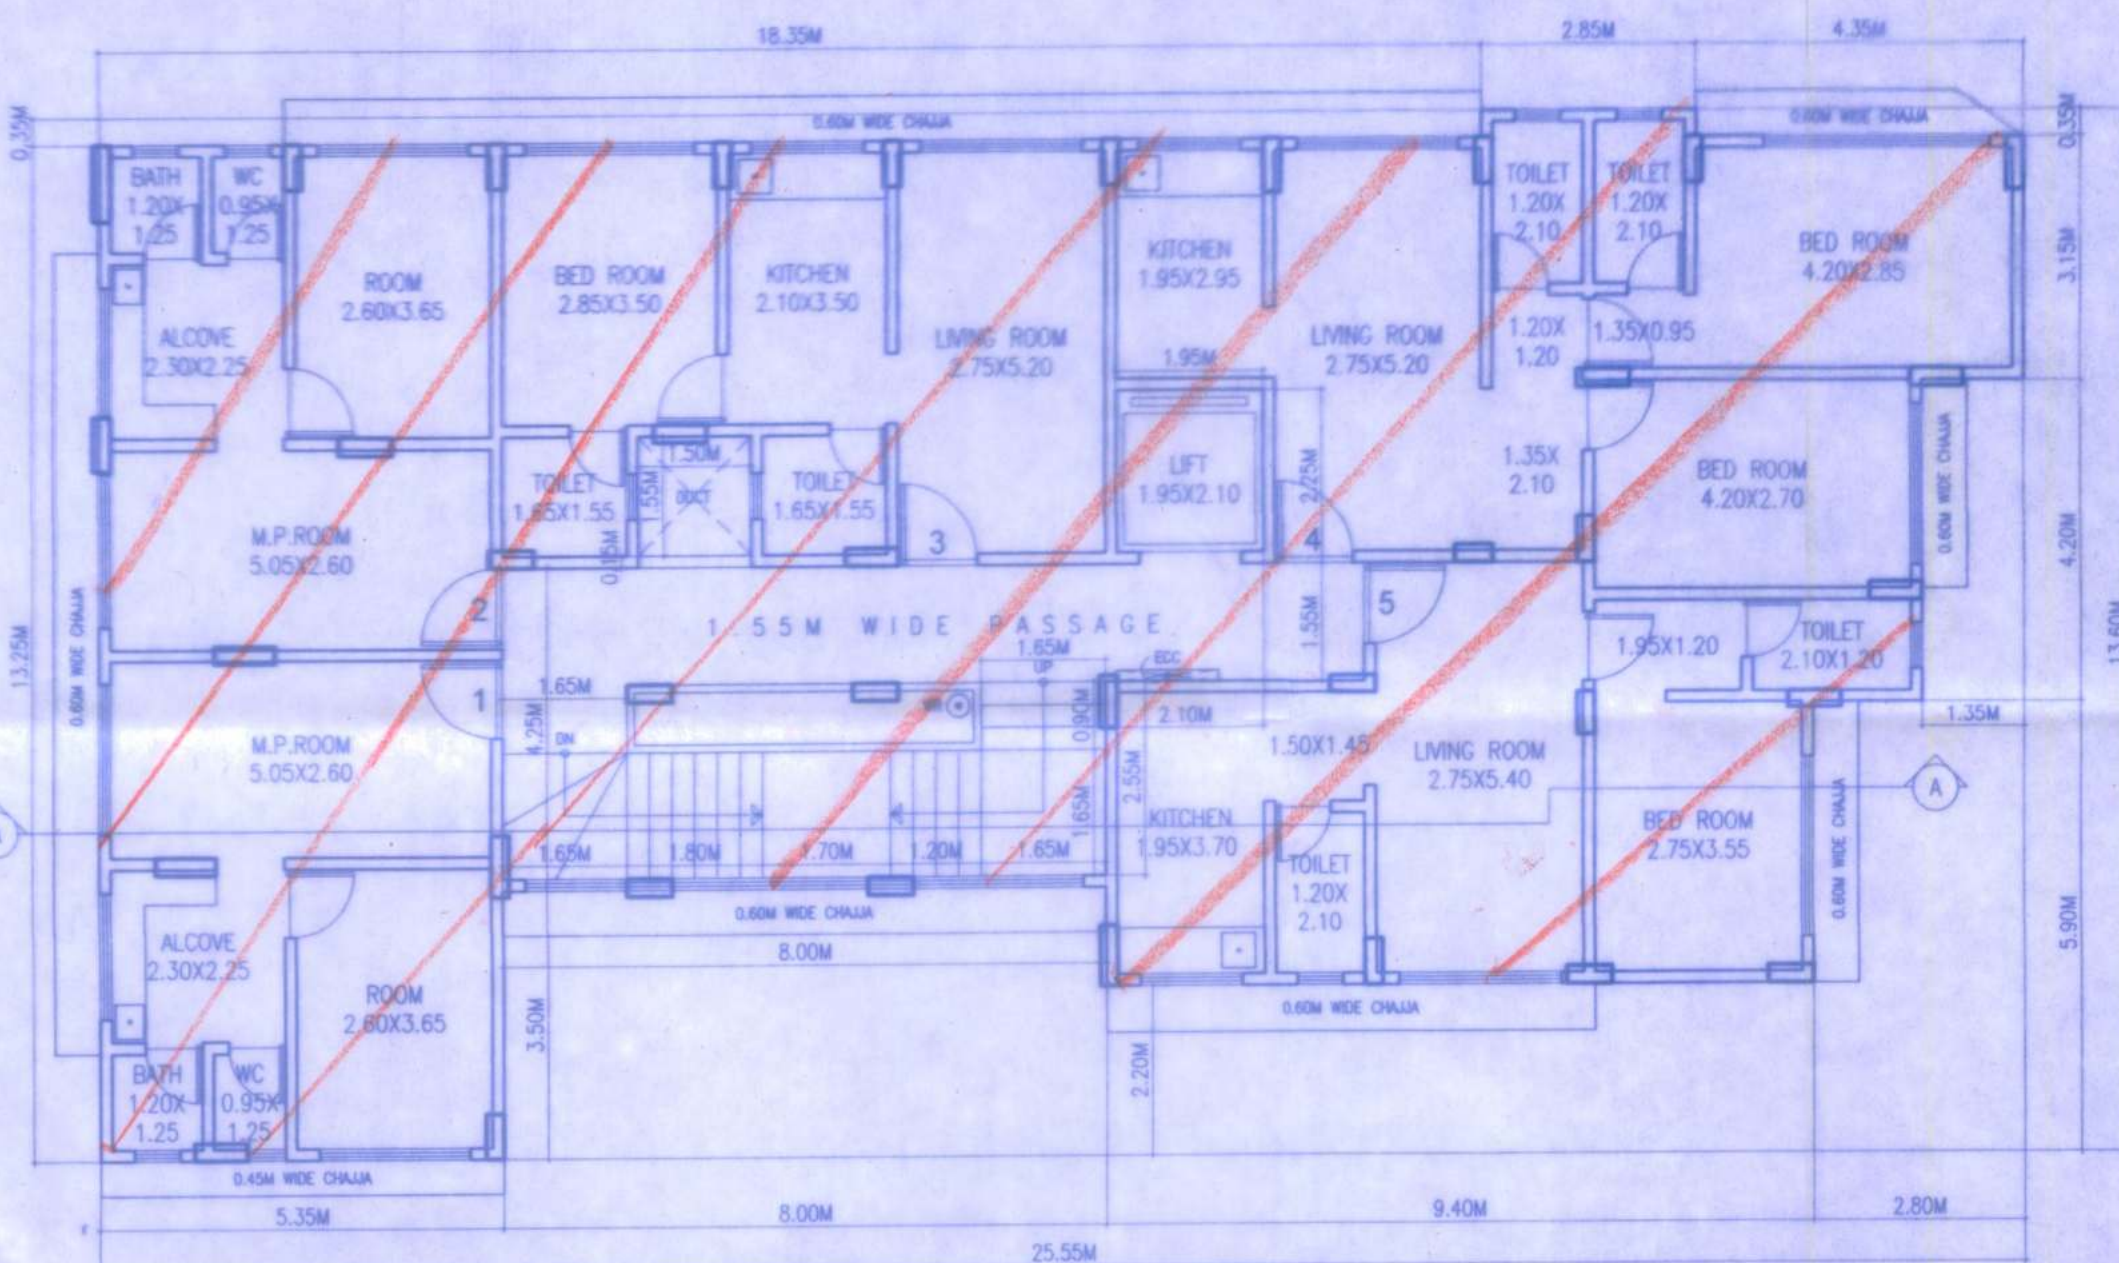 18.35M
2.85M
4.35M
0.35M
0.60M WIDE CHAJJA
0.60M WIDE CHAJJA
0.35M
BATH
1.20X
1.25
WC
0.95X
1.25
ROOM
2.60X3.65
BED ROOM
2.85X3.50
KITCHEN
2.10X3.50
LIVING ROOM
2.75X5.20
KITCHEN
1.95X2.95
1.95M
LIVING ROOM
2.75X5.20
TOILET
1.20X
2.10
TOILET
1.20X
2.10
BED ROOM
4.20X2.85
3.15M
1.20X
1.20
1.35X0.95
ALCOVE
2.30X2.25
TOILET
1.65X1.55
1.50M
1.55M
DUCT
TOILET
1.65X1.55
LIFT
1.95X2.10
2.25M
1.35X
2.10
BED ROOM
4.20X2.70
0.60M WIDE CHAJJA
4.20M
M.P.ROOM
5.05X2.60
0.15M
3
4
2
5
1.55M WIDE PASSAGE
1.55M
1.95X1.20
TOILET
2.10X1.20
13.25M
0.60M WIDE CHAJJA
13.60M
1
1.65M
1.65M
UP
2.10M
1.35M
4.25M
DN
0.90M
M.P.ROOM
5.05X2.60
1.50X1.45
LIVING ROOM
2.75X5.40
2.55M
1.65M
A
KITCHEN
1.95X3.70
BED ROOM
2.75X3.55
0.60M WIDE CHAJJA
1.65M
1.80M
1.70M
1.20M
1.65M
TOILET
1.20X
2.10
0.60M WIDE CHAJJA
5.90M
ALCOVE
2.30X2.25
8.00M
ROOM
2.60X3.65
0.60M WIDE CHAJJA
3.50M
2.20M
BATH
1.20X
1.25
WC
0.95X
1.25
0.45M WIDE CHAJJA
5.35M
8.00M
9.40M
2.80M
25.55M